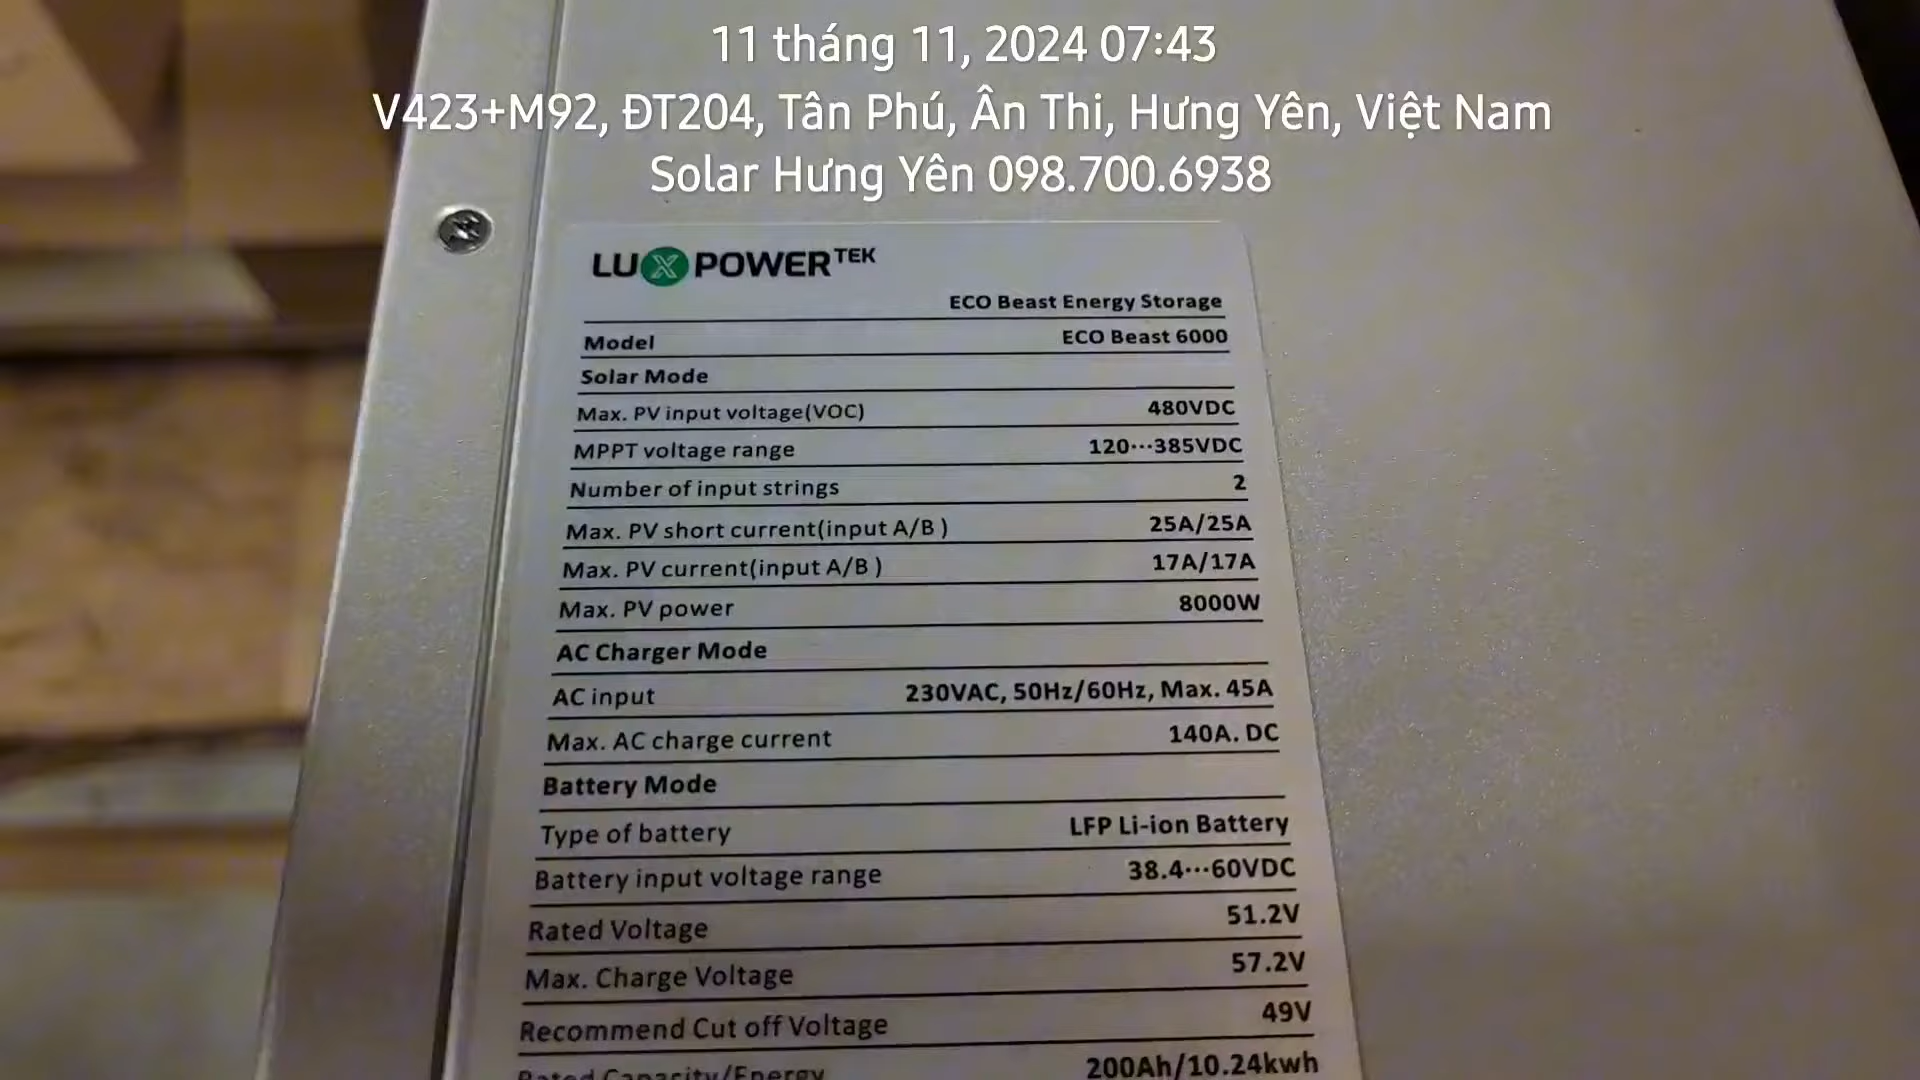 11 tháng 11, 2024 07:43
V423+M92, ĐT204, Tân Phú, Ân Thi, Hưng Yên, Việt Nam
Solar Hưng Yên 098.700.6938
LUXPOWERTEK
ECO Beast Energy Storage
Model ECO Beast 6000
Solar Mode
Max. PV input voltage(VOC) 480VDC
MPPT voltage range 120···385VDC
Number of input strings 2
Max. PV short current(input A/B ) 25A/25A
Max. PV current(input A/B ) 17A/17A
Max. PV power 8000W
AC Charger Mode
AC input 230VAC, 50Hz/60Hz, Max. 45A
Max. AC charge current 140A. DC
Battery Mode
Type of battery LFP Li-ion Battery
Battery input voltage range 38.4···60VDC
Rated Voltage 51.2V
Max. Charge Voltage 57.2V
Recommend Cut off Voltage 49V
Rated Capacity/Energy 200Ah/10.24kwh